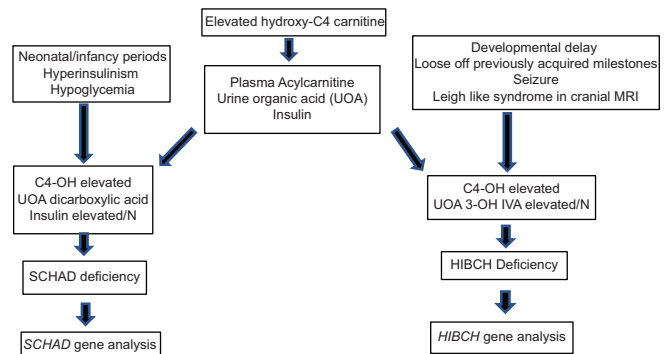 Elevated hydroxy-C4 carnitine
Neonatal/infancy periods
Hyperinsulinism
Hypoglycemia
Plasma Acylcarnitine
Urine organic acid (UOA)
Insulin
Developmental delay
Loose off previously acquired milestones
Seizure
Leigh like syndrome in cranial MRI
C4-OH elevated
UOA dicarboxylic acid
Insulin elevated/N
C4-OH elevated
UOA 3-OH IVA elevated/N
SCHAD deficiency
HIBCH Deficiency
SCHAD gene analysis
HIBCH gene analysis